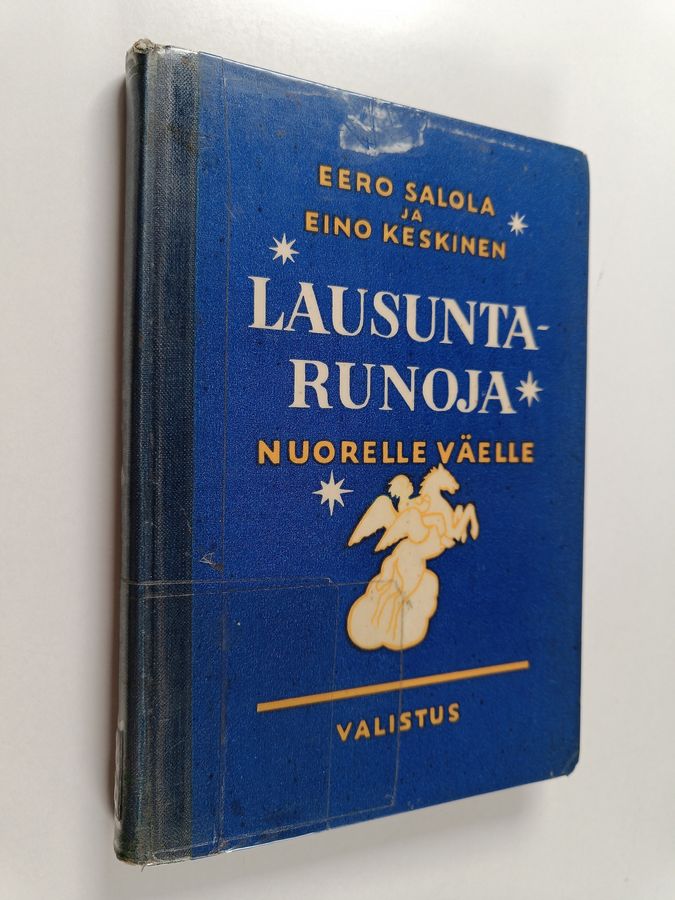 EERO SALOLA
JA
EINO KESKINEN
LAUSUNTA-
RUNOJA
NUORELLE VÄELLE
VALISTUS